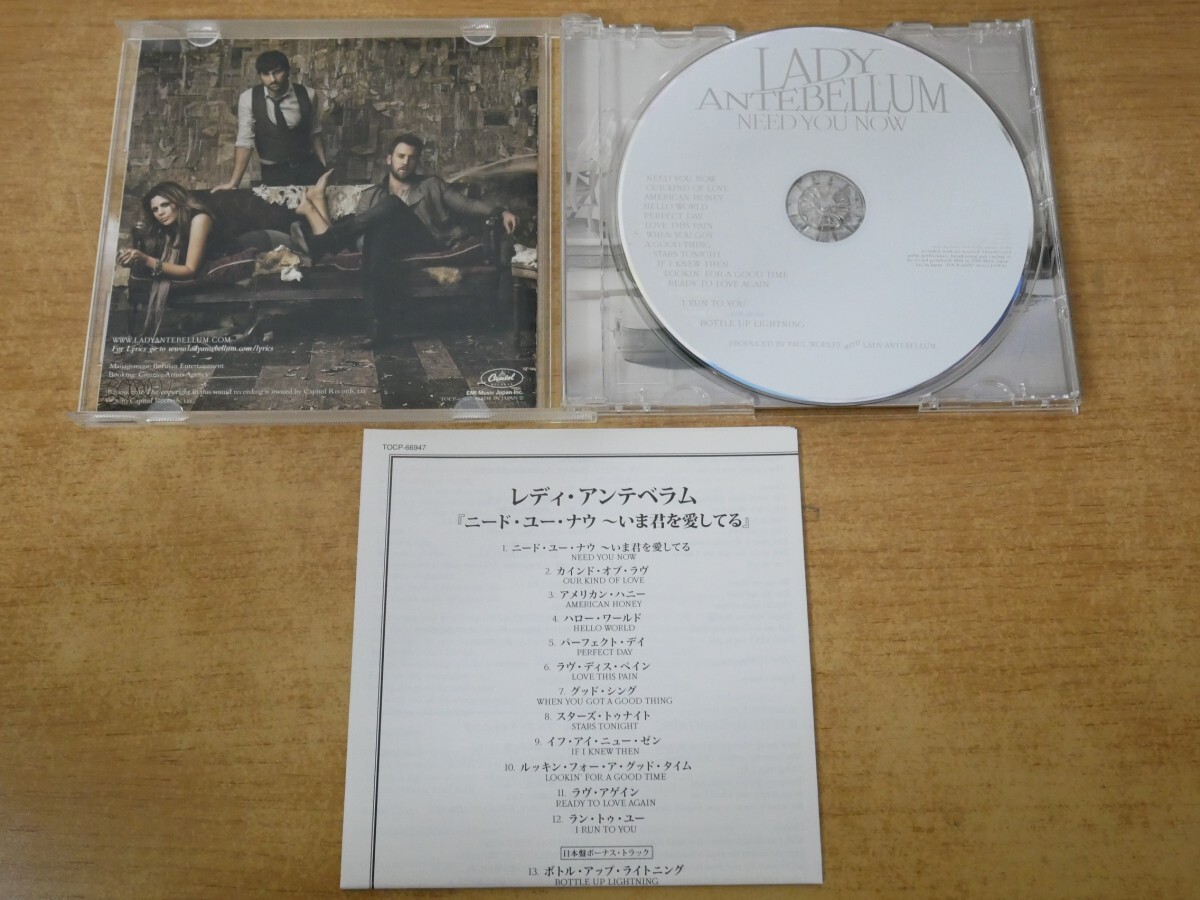 WWW.LADYANTEBELLUM.COM
For Lyrics go to www.ladyantebellum.com/lyrics
Management: Borman Entertainment
Booking: Creative Artists Agency
Capitol
EMI Music Japan Inc.
LADY
ANTEBELLUM
NEED YOU NOW
NEED YOU NOW
OUR KIND OF LOVE
AMERICAN HONEY
HELLO WORLD
PERFECT DAY
LOVE THIS PAIN
WHEN YOU GOT
A GOOD THING
STARS TONIGHT
IF I KNEW THEN
LOOKIN' FOR A GOOD TIME
READY TO LOVE AGAIN
I RUN TO YOU
BOTTLE UP LIGHTNING
PRODUCED BY PAUL WORLEY and LADY ANTEBELLUM
TOCP-66947
レディ・アンテベラム
『ニード・ユー・ナウ ～いま君を愛してる』
1. ニード・ユー・ナウ ～いま君を愛してる
NEED YOU NOW
2. カインド・オブ・ラヴ
OUR KIND OF LOVE
3. アメリカン・ハニー
AMERICAN HONEY
4. ハロー・ワールド
HELLO WORLD
5. パーフェクト・デイ
PERFECT DAY
6. ラヴ・ディス・ペイン
LOVE THIS PAIN
7. グッド・シング
WHEN YOU GOT A GOOD THING
8. スターズ・トゥナイト
STARS TONIGHT
9. イフ・アイ・ニュー・ゼン
IF I KNEW THEN
10. ルッキン・フォー・ア・グッド・タイム
LOOKIN' FOR A GOOD TIME
11. ラヴ・アゲイン
READY TO LOVE AGAIN
12. ラン・トゥ・ユー
I RUN TO YOU
日本盤ボーナス・トラック
13. ボトル・アップ・ライトニング
BOTTLE UP LIGHTNING